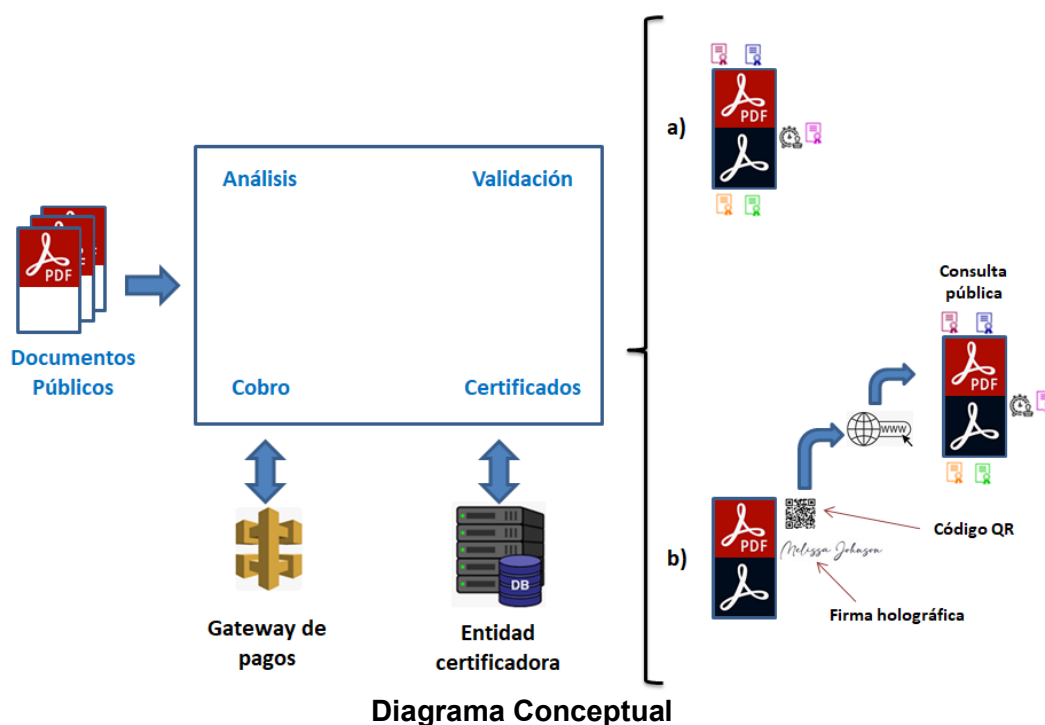 a)
PDF
Análisis
Validación
PDF
Documentos
Públicos
Cobro
Certificados
Consulta
pública
PDF
www
Código QR
b)
PDF
Melissa Johnson
Firma holográfica
DB
Gateway de
pagos
Entidad
certificadora
Diagrama Conceptual